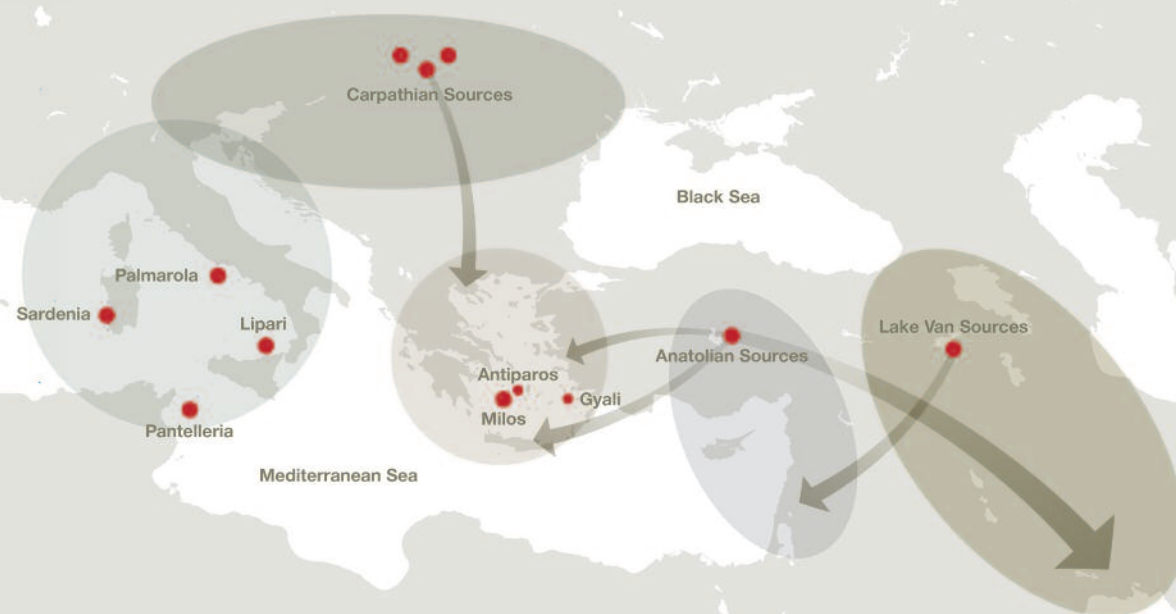 Carpathian Sources
Black Sea
Palmarola
Sardenia
Lipari
Lake Van Sources
Anatolian Sources
Antiparos
Gyali
Milos
Pantelleria
Mediterranean Sea